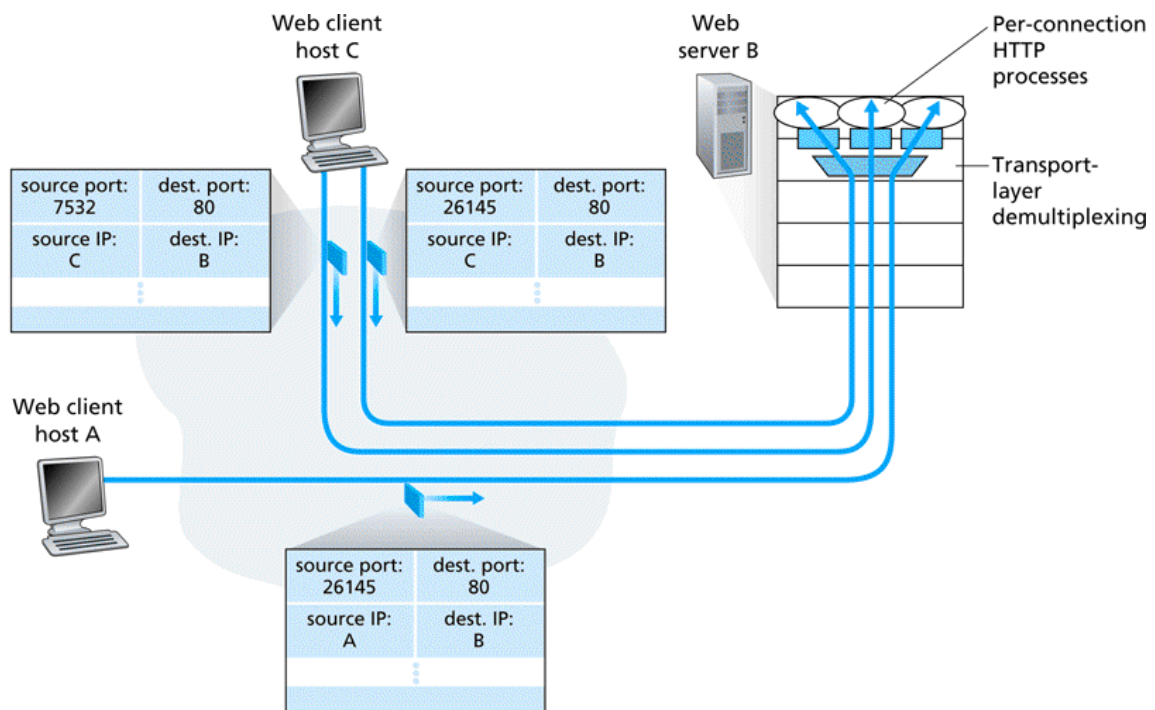 Web client
host C
Web
server B
Per-connection
HTTP
processes
Transport-
layer
demultiplexing
source port:
7532
dest. port:
80
source IP:
C
dest. IP:
B
source port:
26145
dest. port:
80
source IP:
C
dest. IP:
B
Web client
host A
source port:
26145
dest. port:
80
source IP:
A
dest. IP:
B